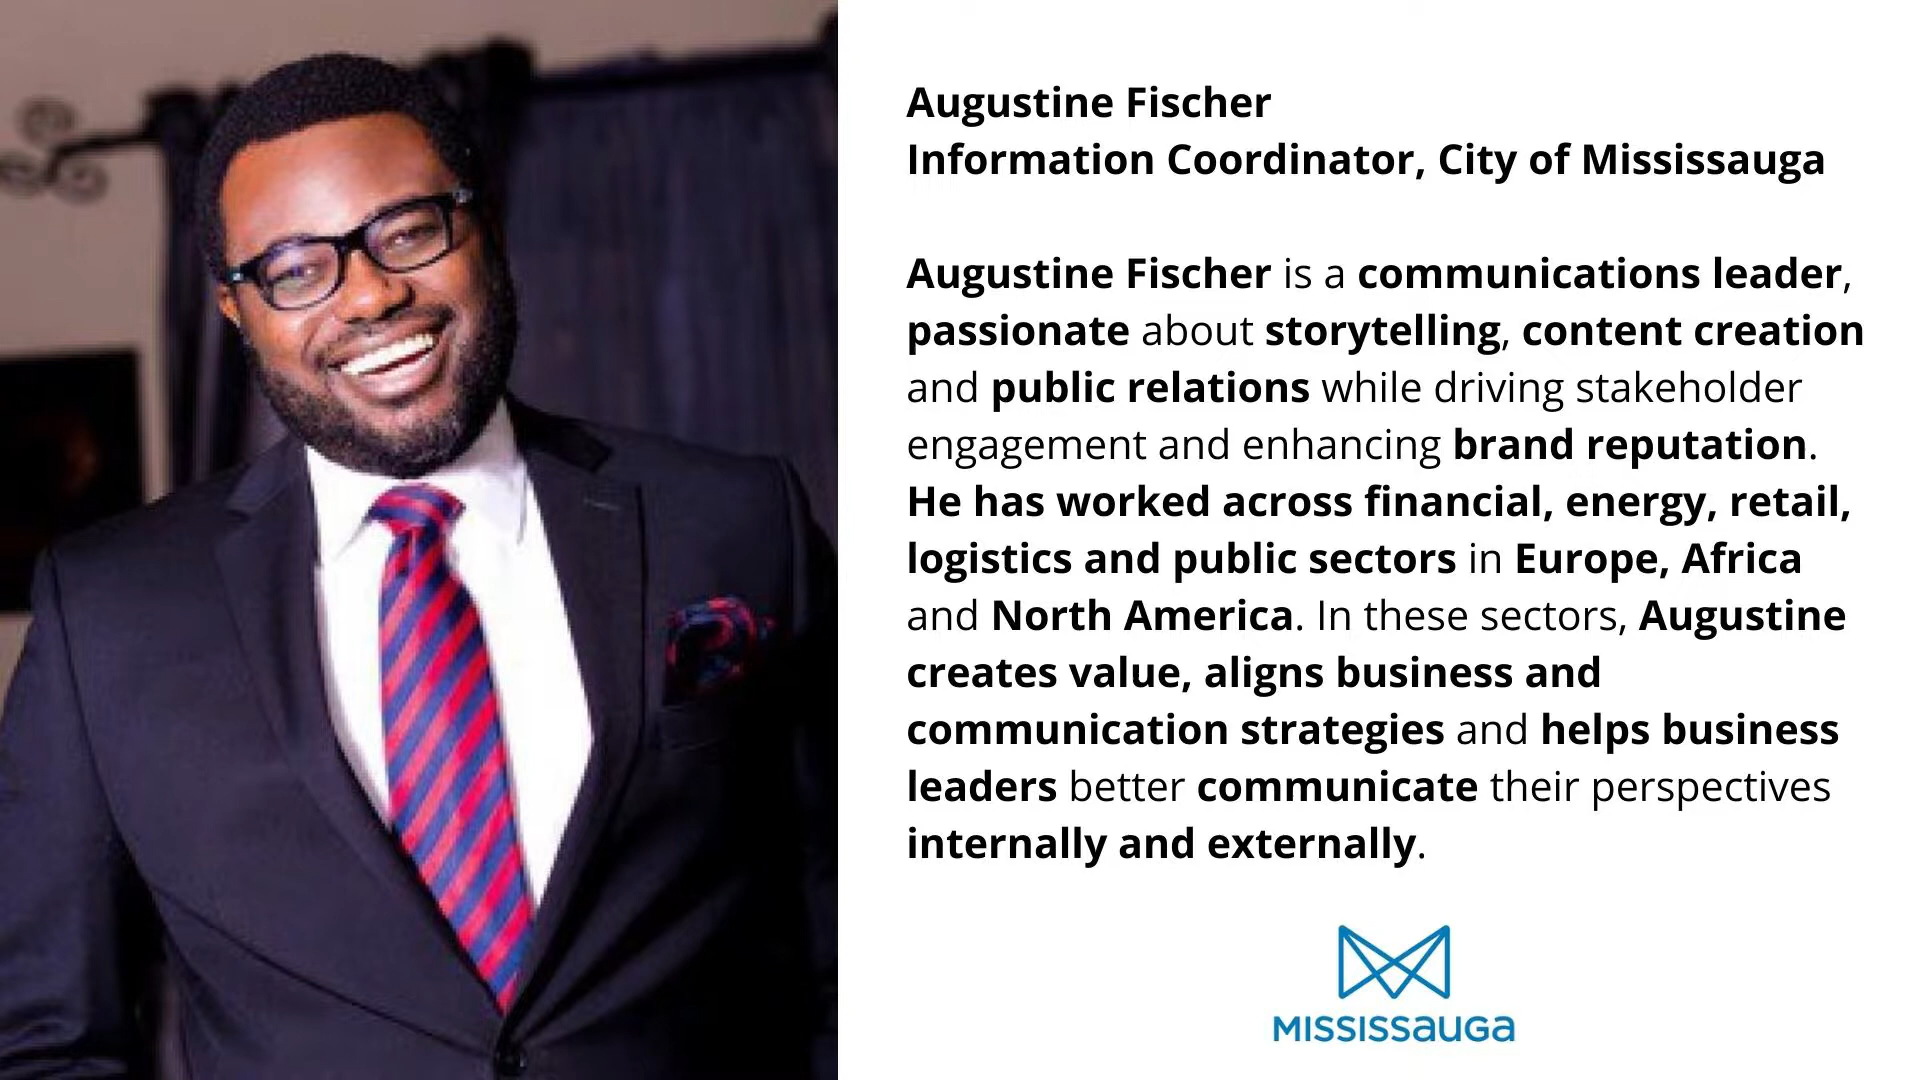 Augustine Fischer
Information Coordinator, City of Mississauga
Augustine Fischer is a communications leader,
passionate about storytelling, content creation
and public relations while driving stakeholder
engagement and enhancing brand reputation.
He has worked across financial, energy, retail,
logistics and public sectors in Europe, Africa
and North America. In these sectors, Augustine
creates value, aligns business and
communication strategies and helps business
leaders better communicate their perspectives
internally and externally.
MISSISSauGa